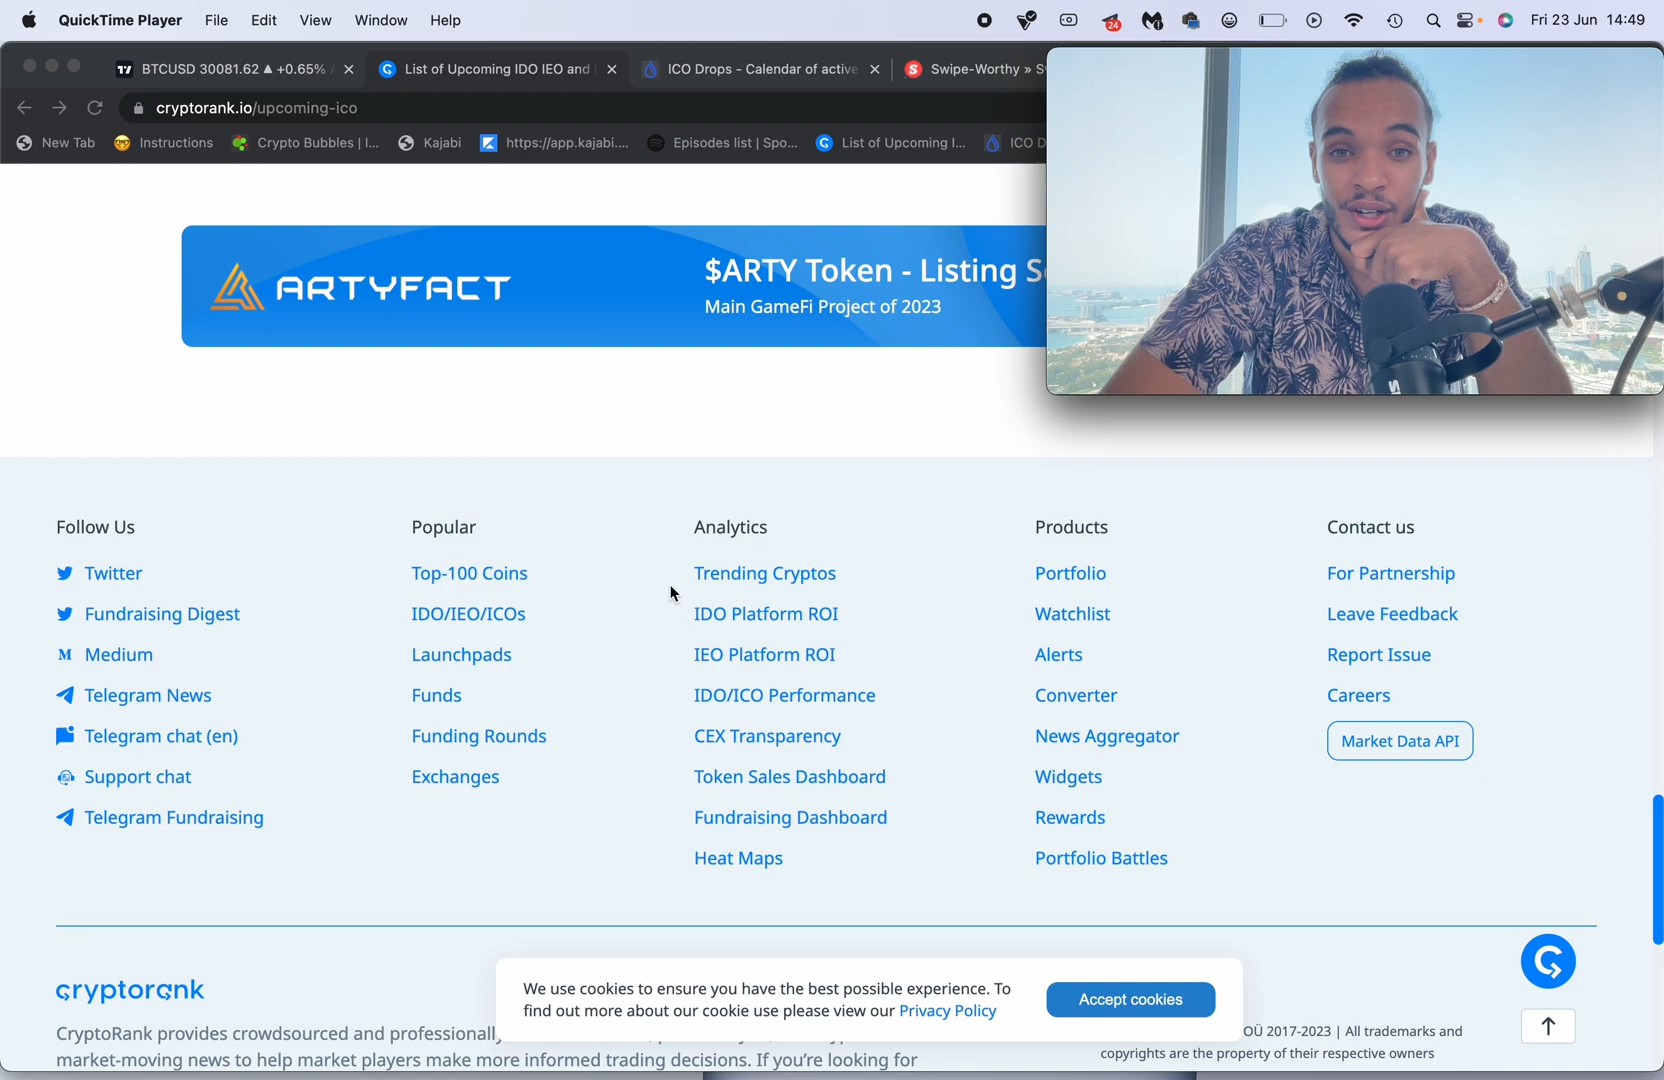 QuickTime Player File Edit View Window Help 24 Fri 23 Jun 14:49
BTCUSD 30081.62 ▲ +0.65% List of Upcoming IDO IEO and ICO Drops - Calendar of active Swipe-Worthy »
cryptorank.io/upcoming-ico
New Tab Instructions Crypto Bubbles | I... Kajabi https://app.kajabi.... Episodes list | Spo... List of Upcoming I... ICO D
ARTYFACT
$ARTY Token - Listing
Main GameFi Project of 2023
Follow Us
Twitter
Fundraising Digest
Medium
Telegram News
Telegram chat (en)
Support chat
Telegram Fundraising
Popular
Top-100 Coins
IDO/IEO/ICOs
Launchpads
Funds
Funding Rounds
Exchanges
Analytics
Trending Cryptos
IDO Platform ROI
IEO Platform ROI
IDO/ICO Performance
CEX Transparency
Token Sales Dashboard
Fundraising Dashboard
Heat Maps
Products
Portfolio
Watchlist
Alerts
Converter
News Aggregator
Widgets
Rewards
Portfolio Battles
Contact us
For Partnership
Leave Feedback
Report Issue
Careers
Market Data API
cryptorank
CryptoRank provides crowdsourced and professionally
market-moving news to help market players make more informed trading decisions. If you're looking for
We use cookies to ensure you have the best possible experience. To
find out more about our cookie use please view our Privacy Policy
Accept cookies
OÜ 2017-2023 | All trademarks and
copyrights are the property of their respective owners